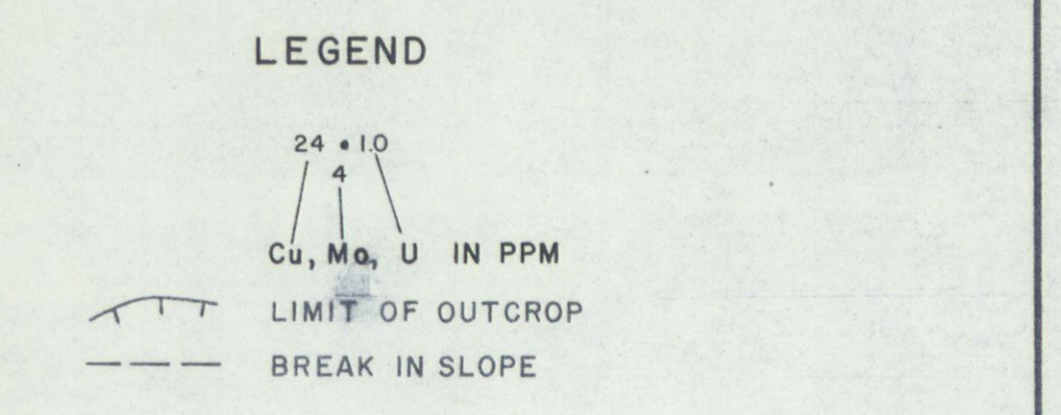 LEGEND
24 • 1.0
4
Cu, Mo, U IN PPM
LIMIT OF OUTCROP
BREAK IN SLOPE